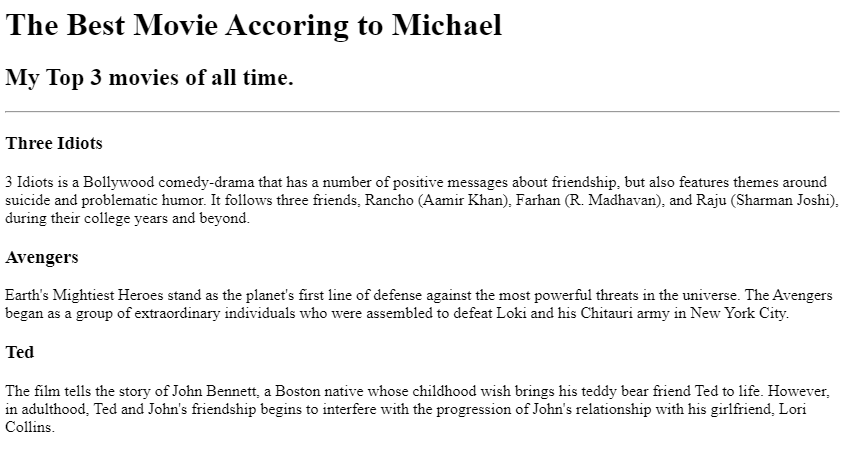 The Best Movie Accoring to Michael
My Top 3 movies of all time.
Three Idiots
3 Idiots is a Bollywood comedy-drama that has a number of positive messages about friendship, but also features themes around
suicide and problematic humor. It follows three friends, Rancho (Aamir Khan), Farhan (R. Madhavan), and Raju (Sharman Joshi),
during their college years and beyond.
Avengers
Earth's Mightiest Heroes stand as the planet's first line of defense against the most powerful threats in the universe. The Avengers
began as a group of extraordinary individuals who were assembled to defeat Loki and his Chitauri army in New York City.
Ted
The film tells the story of John Bennett, a Boston native whose childhood wish brings his teddy bear friend Ted to life. However,
in adulthood, Ted and John's friendship begins to interfere with the progression of John's relationship with his girlfriend, Lori
Collins.